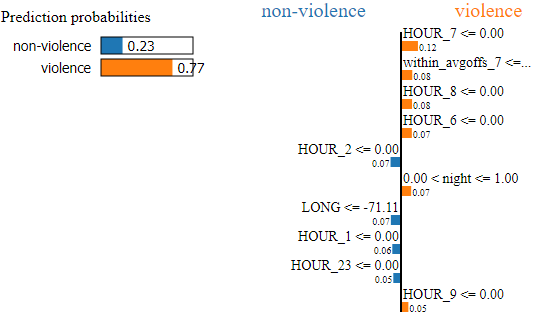 non-violence violence
Prediction probabilities
non-violence 0.23
violence 0.77
HOUR_7 <= 0.00
0.12
within_avgoffs_7 <=...
0.08
HOUR_8 <= 0.00
0.08
HOUR_6 <= 0.00
0.07
HOUR_2 <= 0.00
0.07
0.00 < night <= 1.00
0.07
LONG <= -71.11
0.07
HOUR_1 <= 0.00
0.06
HOUR_23 <= 0.00
0.05
HOUR_9 <= 0.00
0.05